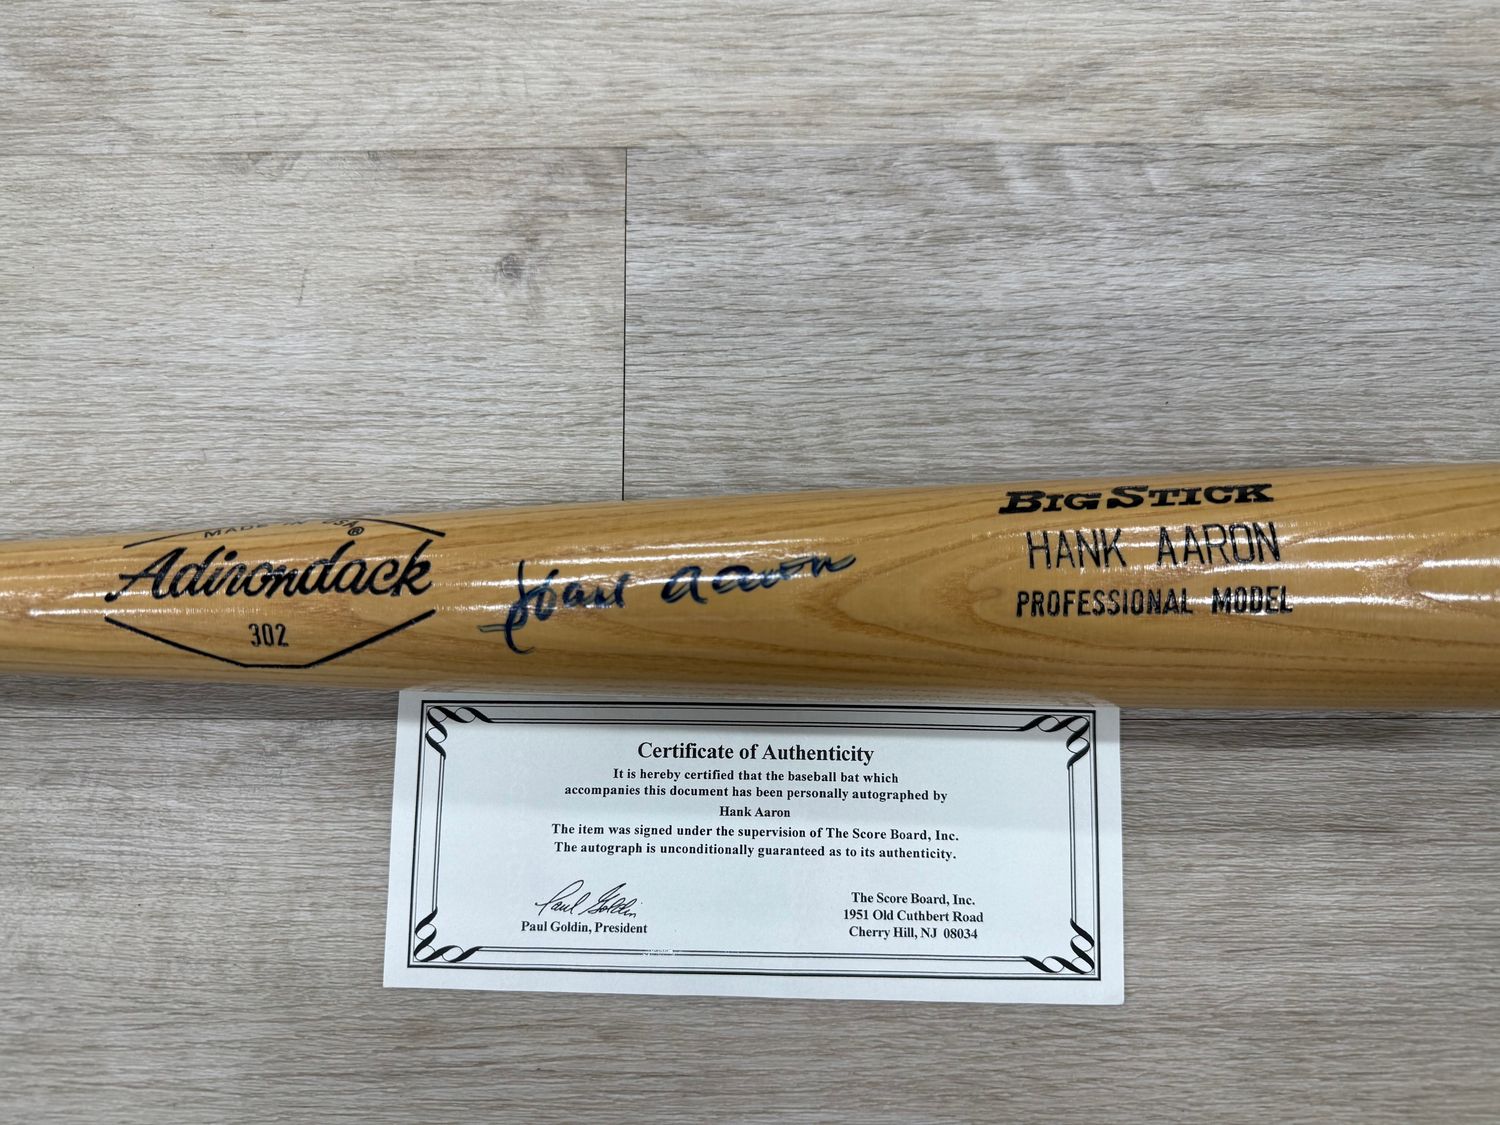 MADE IN USA
Adirondack®
302
Hank Aaron
BIG STICK
HANK AARON
PROFESSIONAL MODEL
Certificate of Authenticity
It is hereby certified that the baseball bat which
accompanies this document has been personally autographed by
Hank Aaron
The item was signed under the supervision of The Score Board, Inc.
The autograph is unconditionally guaranteed as to its authenticity.
Paul Goldin
Paul Goldin, President
The Score Board, Inc.
1951 Old Cuthbert Road
Cherry Hill, NJ 08034